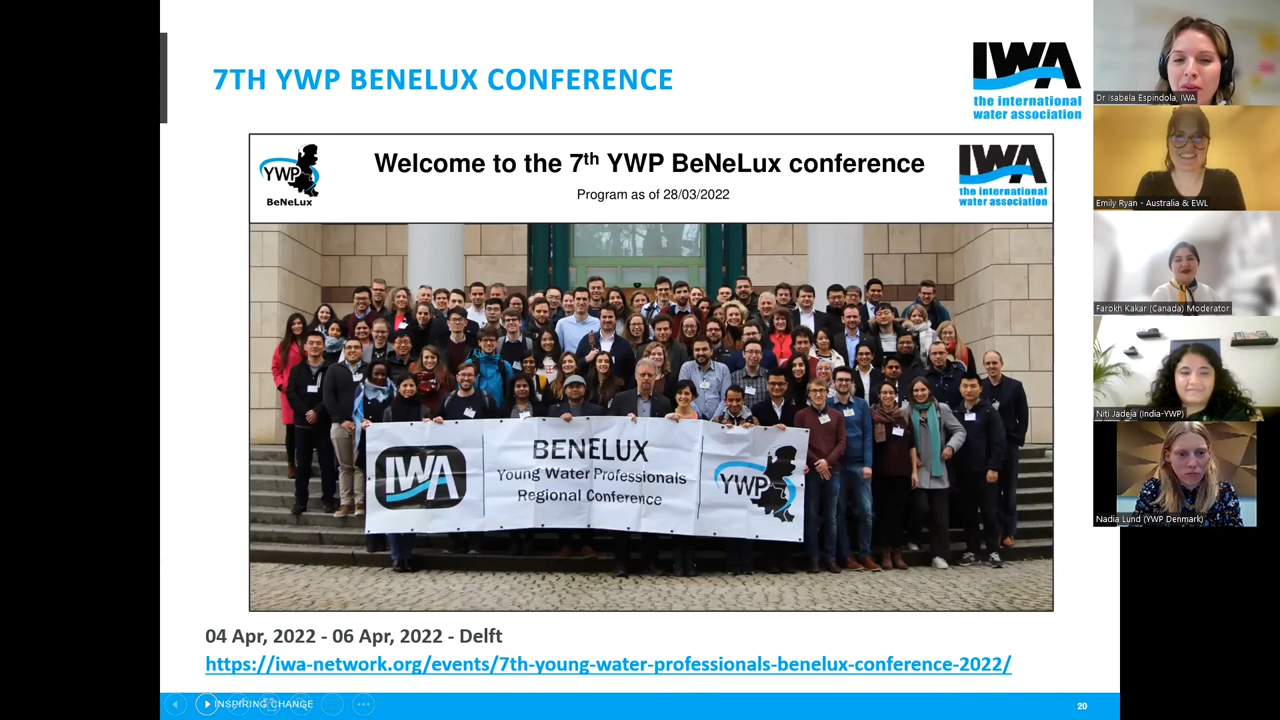 7TH YWP BENELUX CONFERENCE
IWA
the international
water association
YWP
BeNeLux
Welcome to the 7th YWP BeNeLux conference
Program as of 28/03/2022
IWA
the international
water association
IWA
BENELUX
Young Water Professionals
Regional Conference
YWP
04 Apr, 2022 - 06 Apr, 2022 - Delft
https://iwa-network.org/events/7th-young-water-professionals-benelux-conference-2022/
INSPIRING CHANGE
20
Dr Isabela Espindola, IWA
Emily Ryan - Australia & EWL
Farokh Kakar (Canada) Moderator
Niti Jadeja (India-YWP)
Nadia Lund (YWP Denmark)